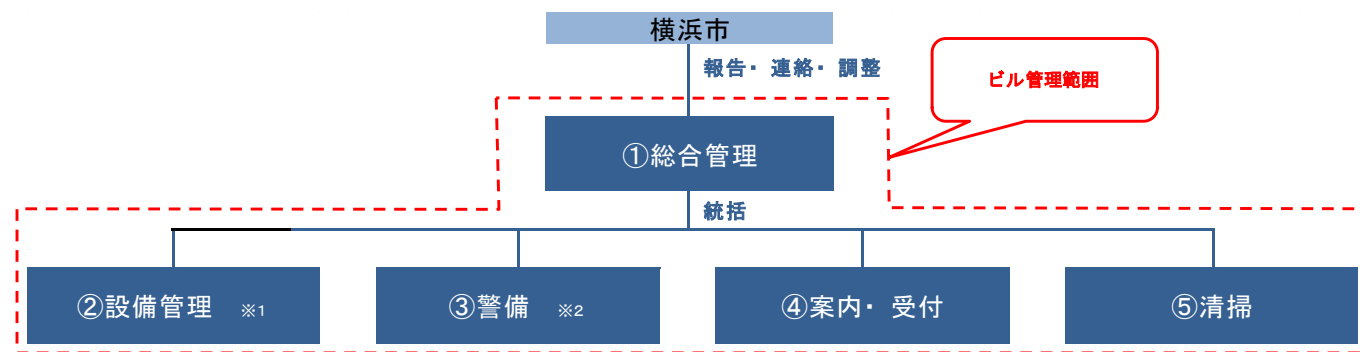 横浜市
報告・ 連絡・ 調整
ビル管理範囲
①総合管理
統括
②設備管理 ※1
③警備 ※2
④案内・ 受付
⑤清掃